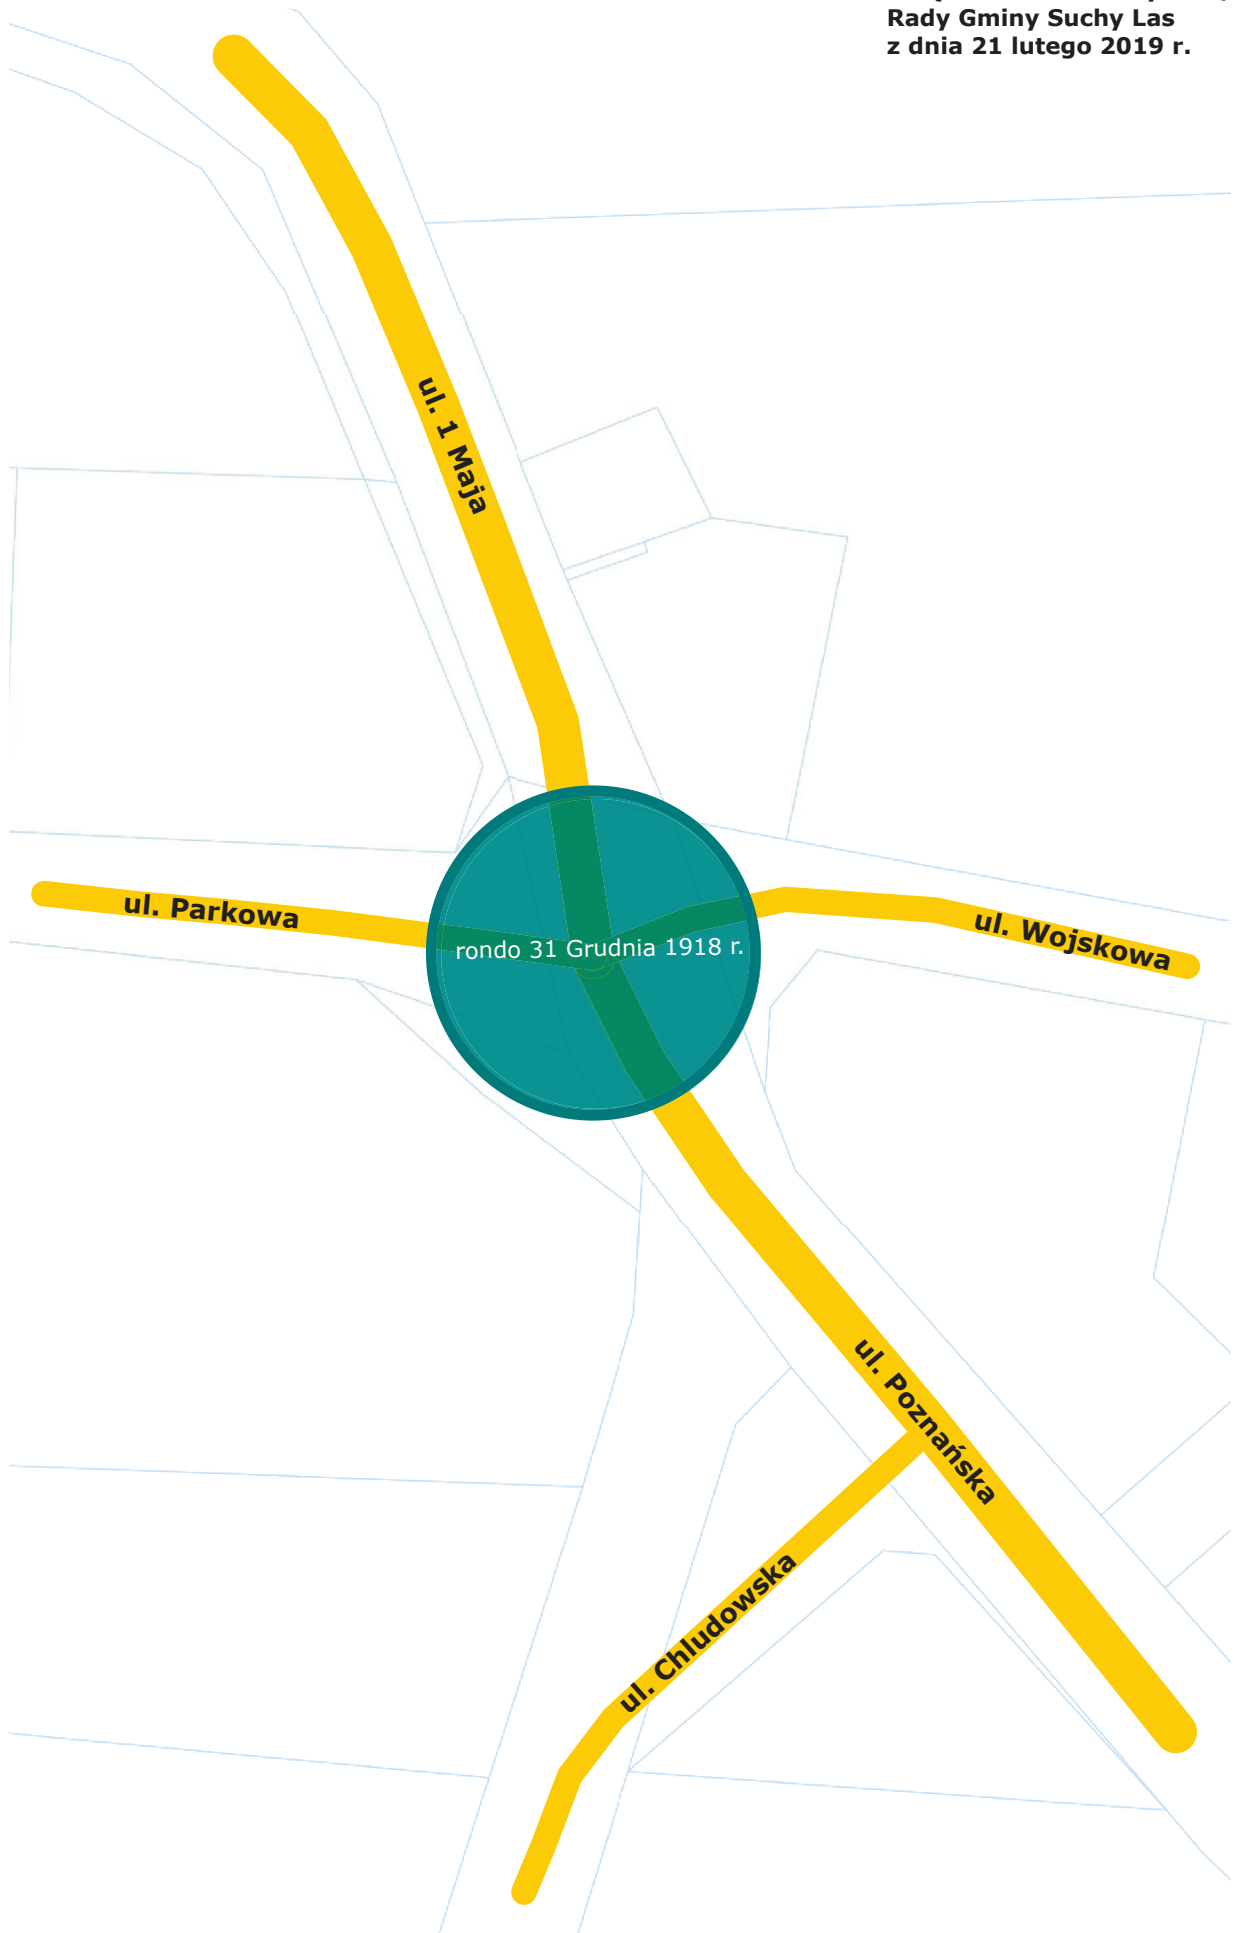 Rady Gminy Suchy Las
z dnia 21 lutego 2019 r.
ul. 1 Maja
ul. Parkowa
rondo 31 Grudnia 1918 r.
ul. Wojskowa
ul. Poznańska
ul. Chludowska